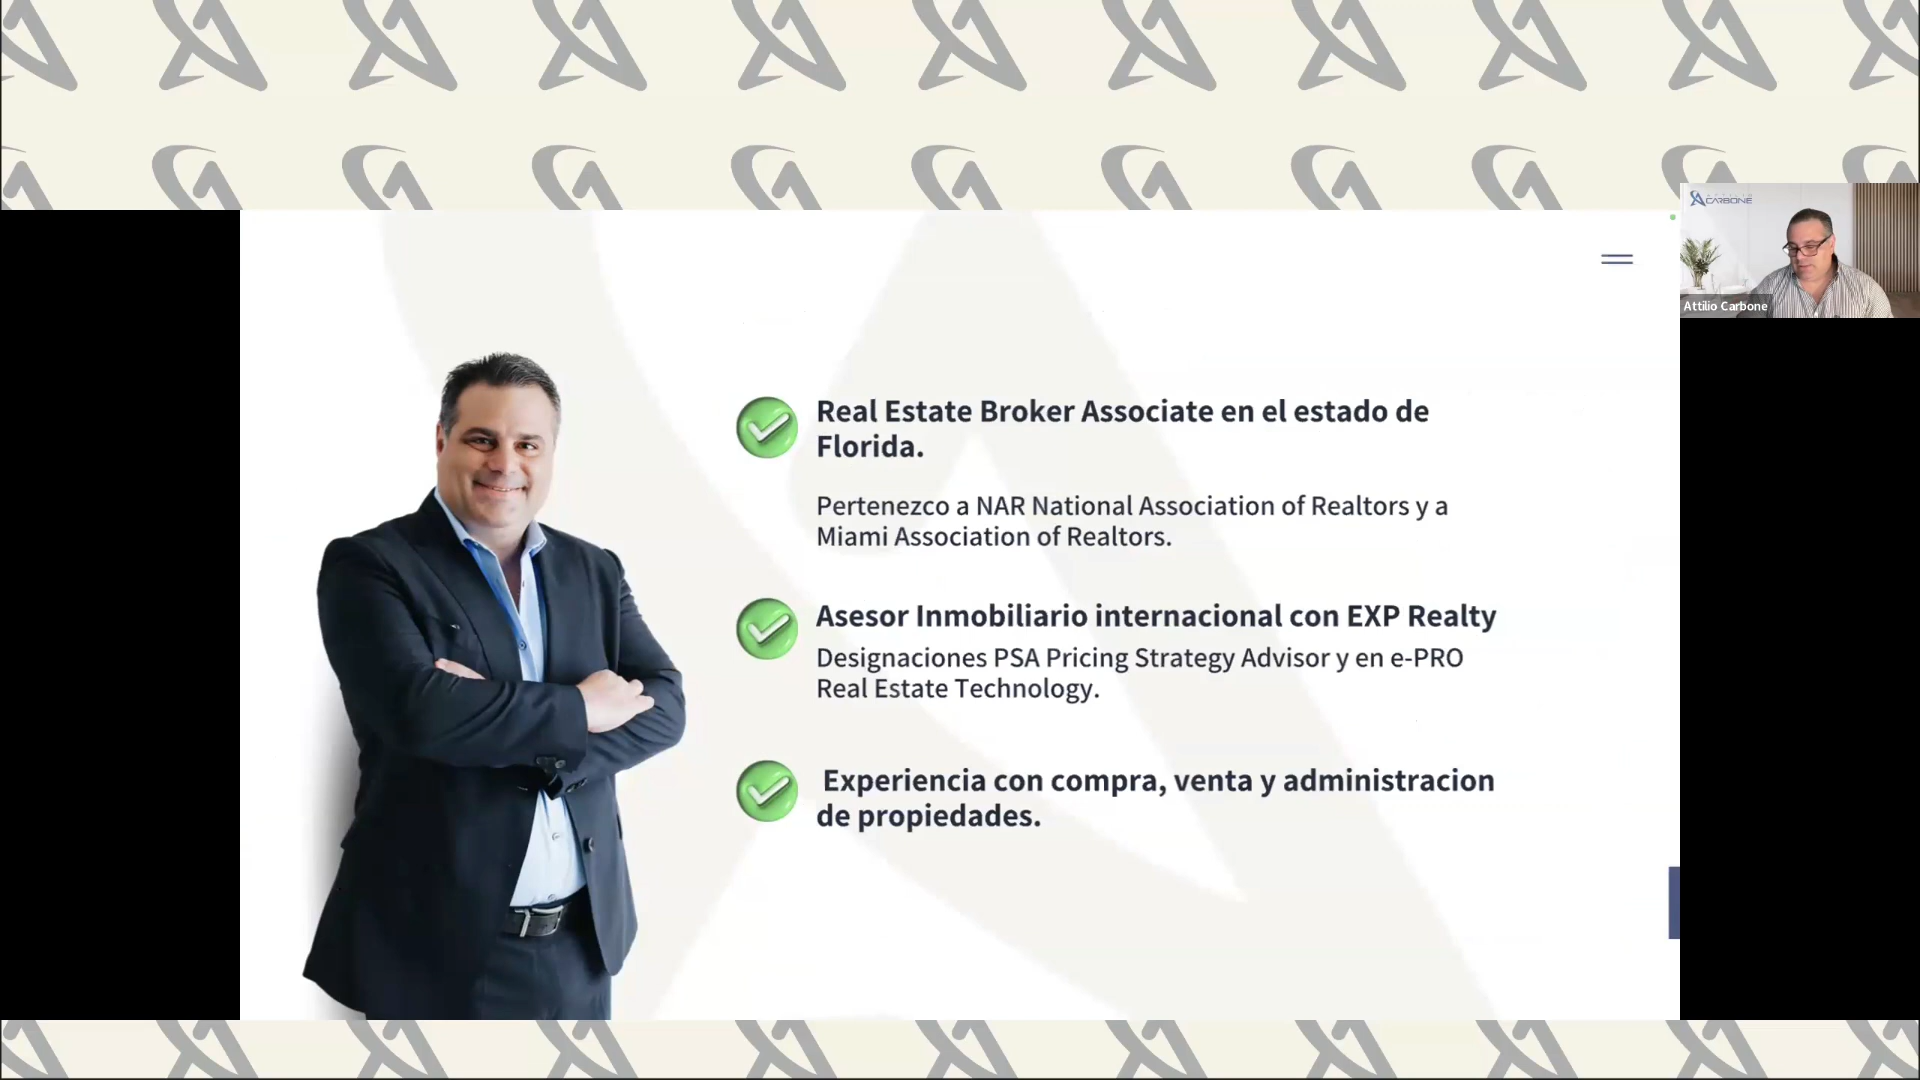 CARBONE
Attilio Carbone
Real Estate Broker Associate en el estado de
Florida.
Pertenezco a NAR National Association of Realtors y a
Miami Association of Realtors.
Asesor Inmobiliario internacional con EXP Realty
Designaciones PSA Pricing Strategy Advisor y en e-PRO
Real Estate Technology.
Experiencia con compra, venta y administracion
de propiedades.